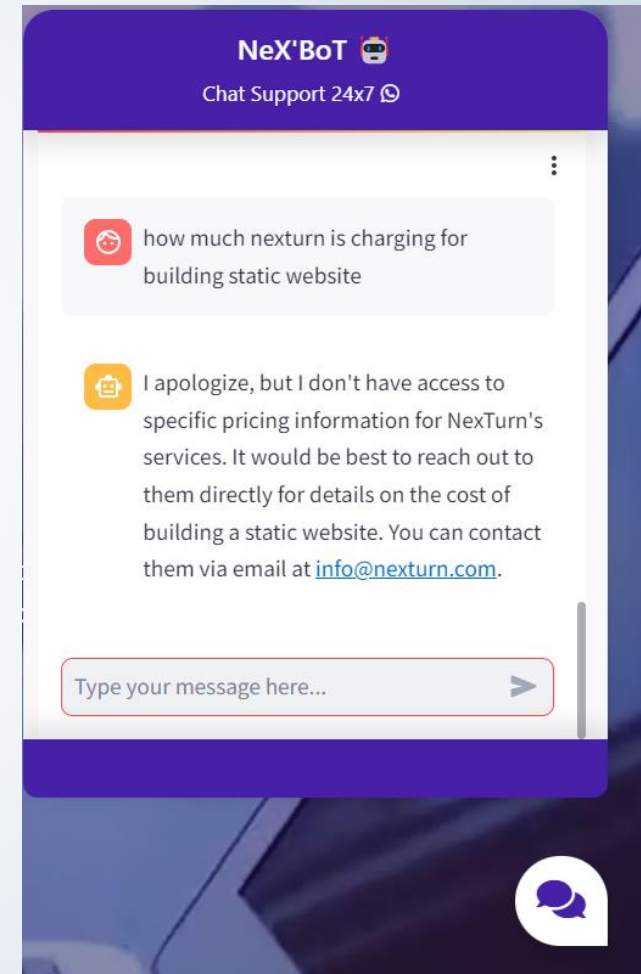 NeX'BoT 🤖
Chat Support 24x7
how much nexturn is charging for
building static website
I apologize, but I don't have access to
specific pricing information for NexTurn's
services. It would be best to reach out to
them directly for details on the cost of
building a static website. You can contact
them via email at info@nexturn.com.
Type your message here...